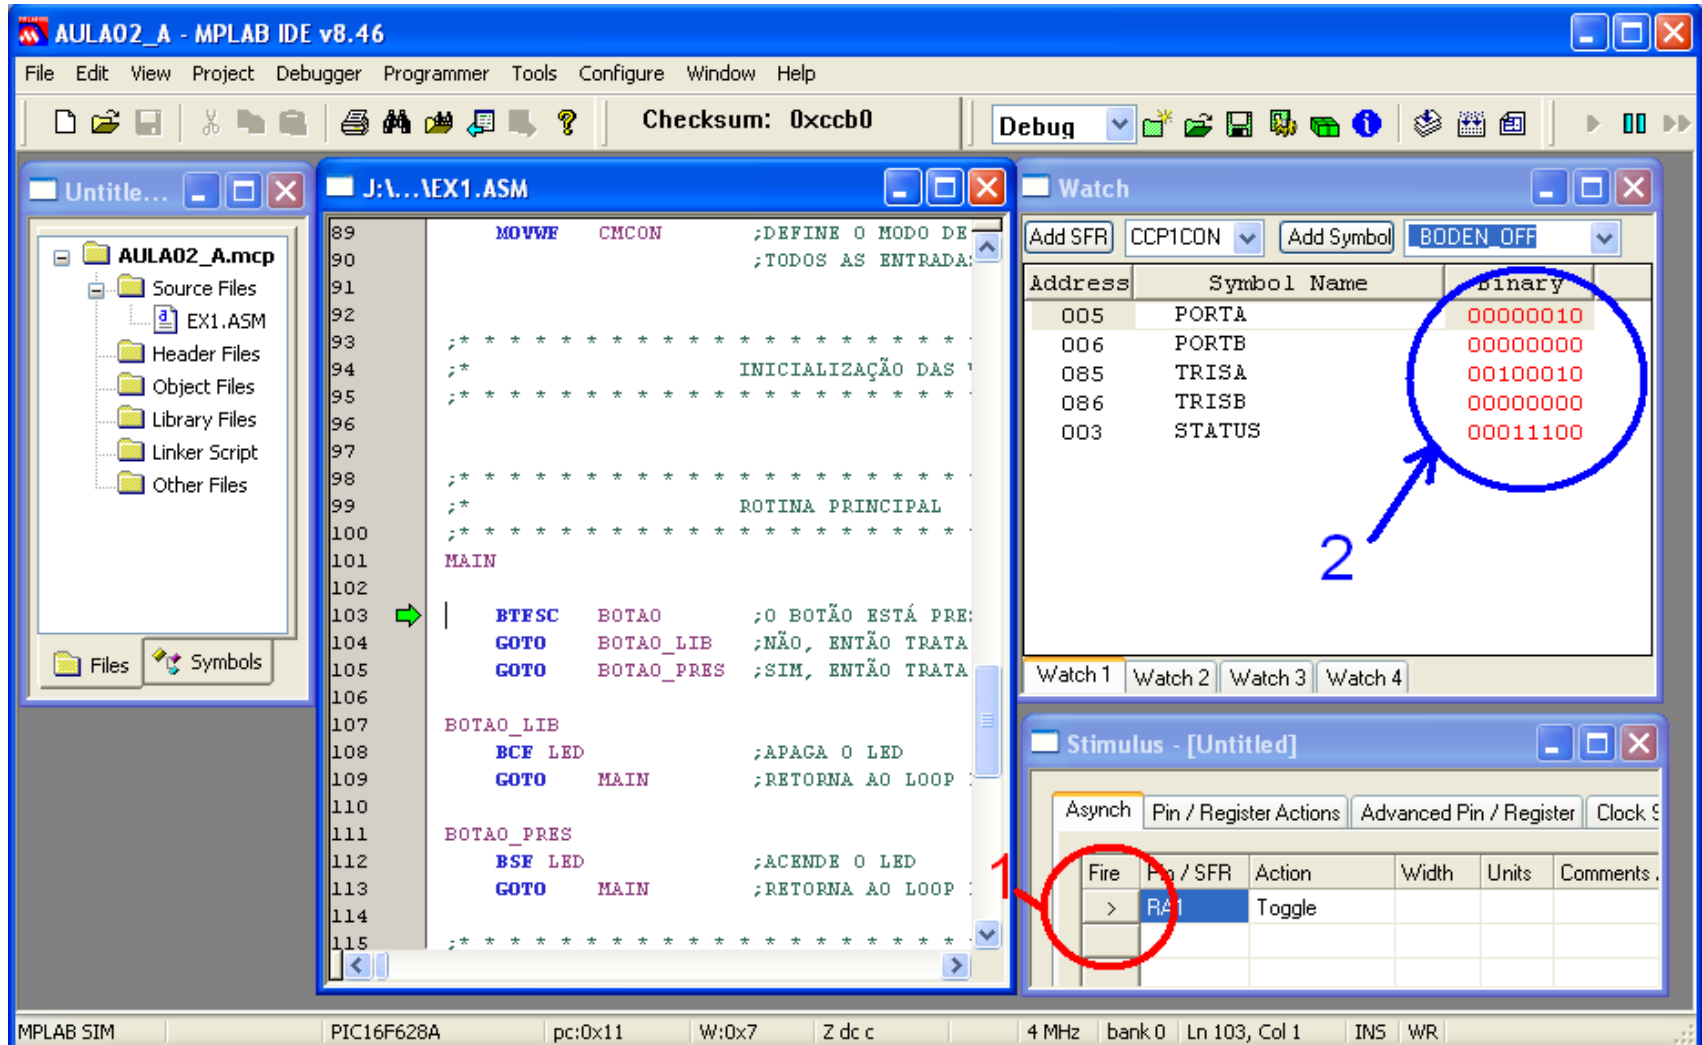 AULA02_A - MPLAB IDE v8.46
File Edit View Project Debugger Programmer Tools Configure Window Help
Checksum: 0xccb0
Debug
Untitle...
AULA02_A.mcp
Source Files
EX1.ASM
Header Files
Object Files
Library Files
Linker Script
Other Files
Files Symbols
J:\...\EX1.ASM
89 MOVWF CMCON ;DEFINE O MODO DE
90 ;TODOS AS ENTRADA
91
92
93 ;* * * * * * * * * * * * * * * * * * * *
94 ;* INICIALIZAÇÃO DAS
95 ;* * * * * * * * * * * * * * * * * * * *
96
97
98 ;* * * * * * * * * * * * * * * * * * * *
99 ;* ROTINA PRINCIPAL
100 ;* * * * * * * * * * * * * * * * * * * *
101 MAIN
102
103 BTFSC BOTAO ;O BOTÃO ESTÁ PRE
104 GOTO BOTAO_LIB ;NÃO, ENTÃO TRATA
105 GOTO BOTAO_PRES ;SIM, ENTÃO TRATA
106
107 BOTAO_LIB
108 BCF LED ;APAGA O LED
109 GOTO MAIN ;RETORNA AO LOOP
110
111 BOTAO_PRES
112 BSF LED ;ACENDE O LED
113 GOTO MAIN ;RETORNA AO LOOP
114
115 ;* * * * * * * * * * * * * * * * * * * *
Watch
Add SFR CCP1CON Add Symbol _BODEN_OFF
Address Symbol Name Binary
005 PORTA 00000010
006 PORTB 00000000
085 TRISA 00100010
086 TRISB 00000000
003 STATUS 00011100
2
Watch 1 Watch 2 Watch 3 Watch 4
Stimulus - [Untitled]
Asynch Pin / Register Actions Advanced Pin / Register Clock S
1
Fire Pin / SFR Action Width Units Comments
> RA1 Toggle
MPLAB SIM PIC16F628A pc:0x11 W:0x7 Z dc c 4 MHz bank 0 Ln 103, Col 1 INS WR